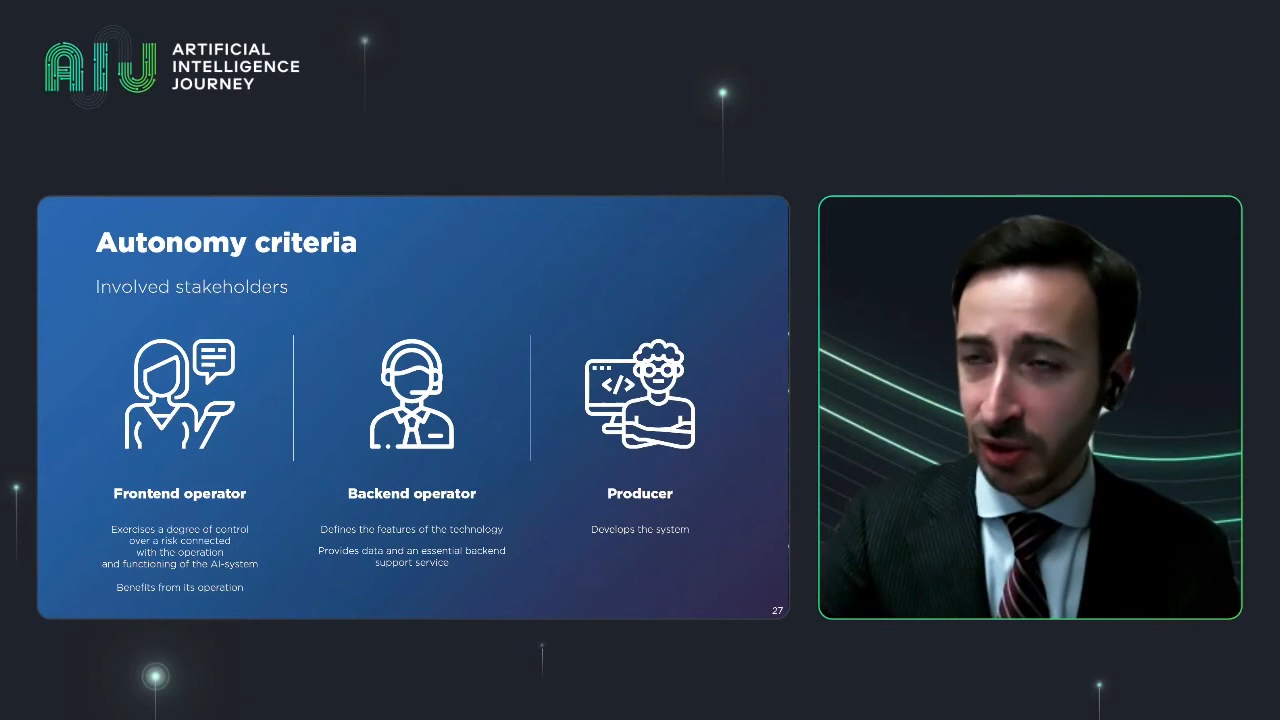 ARTIFICIAL
INTELLIGENCE
JOURNEY
Autonomy criteria
Involved stakeholders
Frontend operator
Exercises a degree of control
over a risk connected
with the operation
and functioning of the AI-system
Benefits from its operation
Backend operator
Defines the features of the technology
Provides data and an essential backend
support service
Producer
Develops the system
27